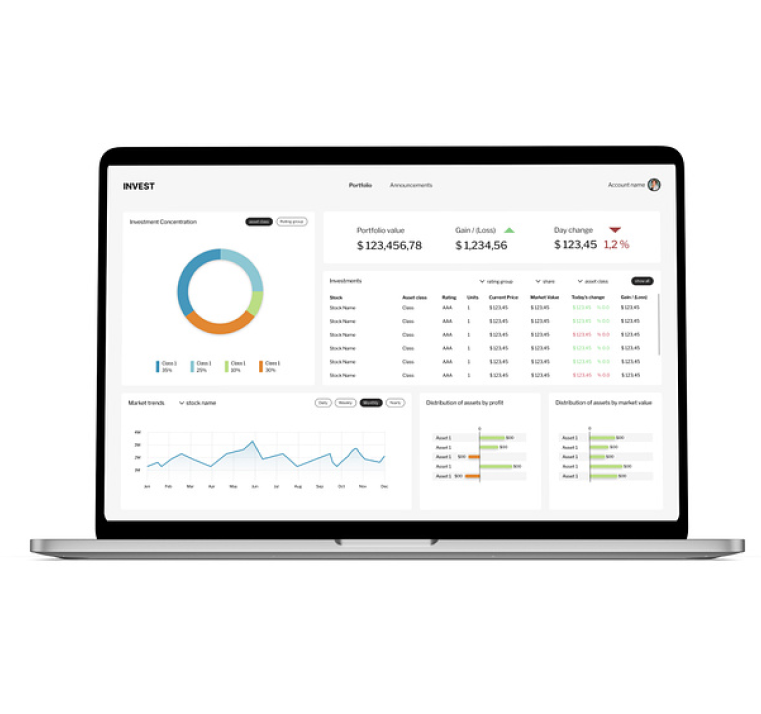 INVEST
Portfolio Announcements
Account name
Investment Concentration
asset class Rating group
Class 1 Class 1 Class 1 Class 1
35% 25% 10% 30%
Portfolio value Gain / (Loss) Day change
$ 123,456,78 $ 1,234,56 $ 123,45 1,2 %
Investments
rating group share asset class show all
Stock Asset class Rating Units Current Price Market Value Today's change Gain / (Loss)
Stock Name Class AAA 1 $ 123,45 $ 123,45 $ 123,45 % 0.0 $ 123,45
Stock Name Class AAA 1 $ 123,45 $ 123,45 $ 123,45 % 0.0 $ 123,45
Stock Name Class AAA 1 $ 123,45 $ 123,45 $ 123,45 % 0.0 $ 123,45
Stock Name Class AAA 1 $ 123,45 $ 123,45 $ 123,45 % 0.0 $ 123,45
Stock Name Class AAA 1 $ 123,45 $ 123,45 $ 123,45 % 0.0 $ 123,45
Stock Name Class AAA 1 $ 123,45 $ 123,45 $ 123,45 % 0.0 $ 123,45
Market trends stock name
Daily Weekly Monthly Yearly
Jan Feb Mar Apr May Jun Jul Aug Sep Oct Nov Dec
Distribution of assets by profit
0
Asset 1 $00
Asset 1 $00
Asset 1 $00
Asset 1 $00
Asset 1 $00
Distribution of assets by market value
0
Asset 1 $00
Asset 1 $00
Asset 1 $00
Asset 1 $00
Asset 1 $00